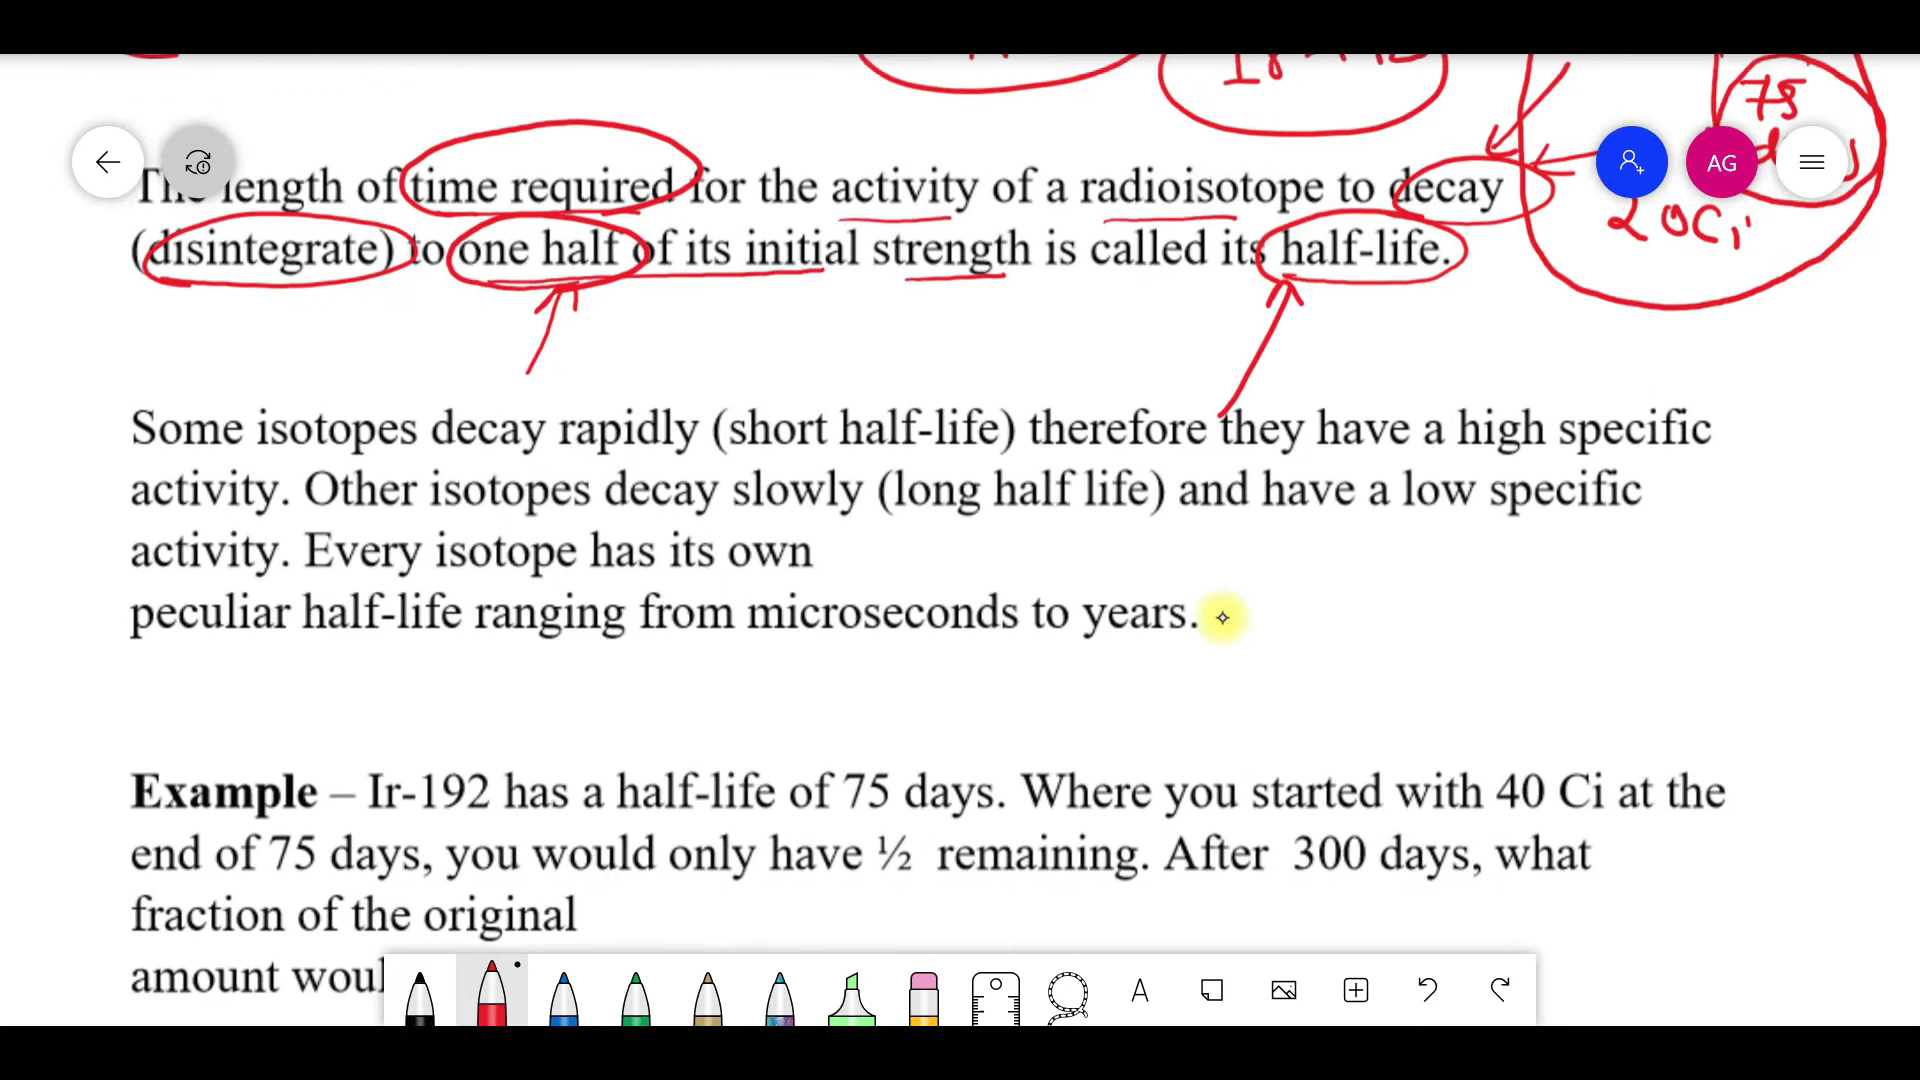 75
20Ci
AG
The length of time required for the activity of a radioisotope to decay
(disintegrate) to one half of its initial strength is called its half-life.
Some isotopes decay rapidly (short half-life) therefore they have a high specific
activity. Other isotopes decay slowly (long half life) and have a low specific
activity. Every isotope has its own
peculiar half-life ranging from microseconds to years.
Example – Ir-192 has a half-life of 75 days. Where you started with 40 Ci at the
end of 75 days, you would only have ½ remaining. After 300 days, what
fraction of the original
amount woul
A